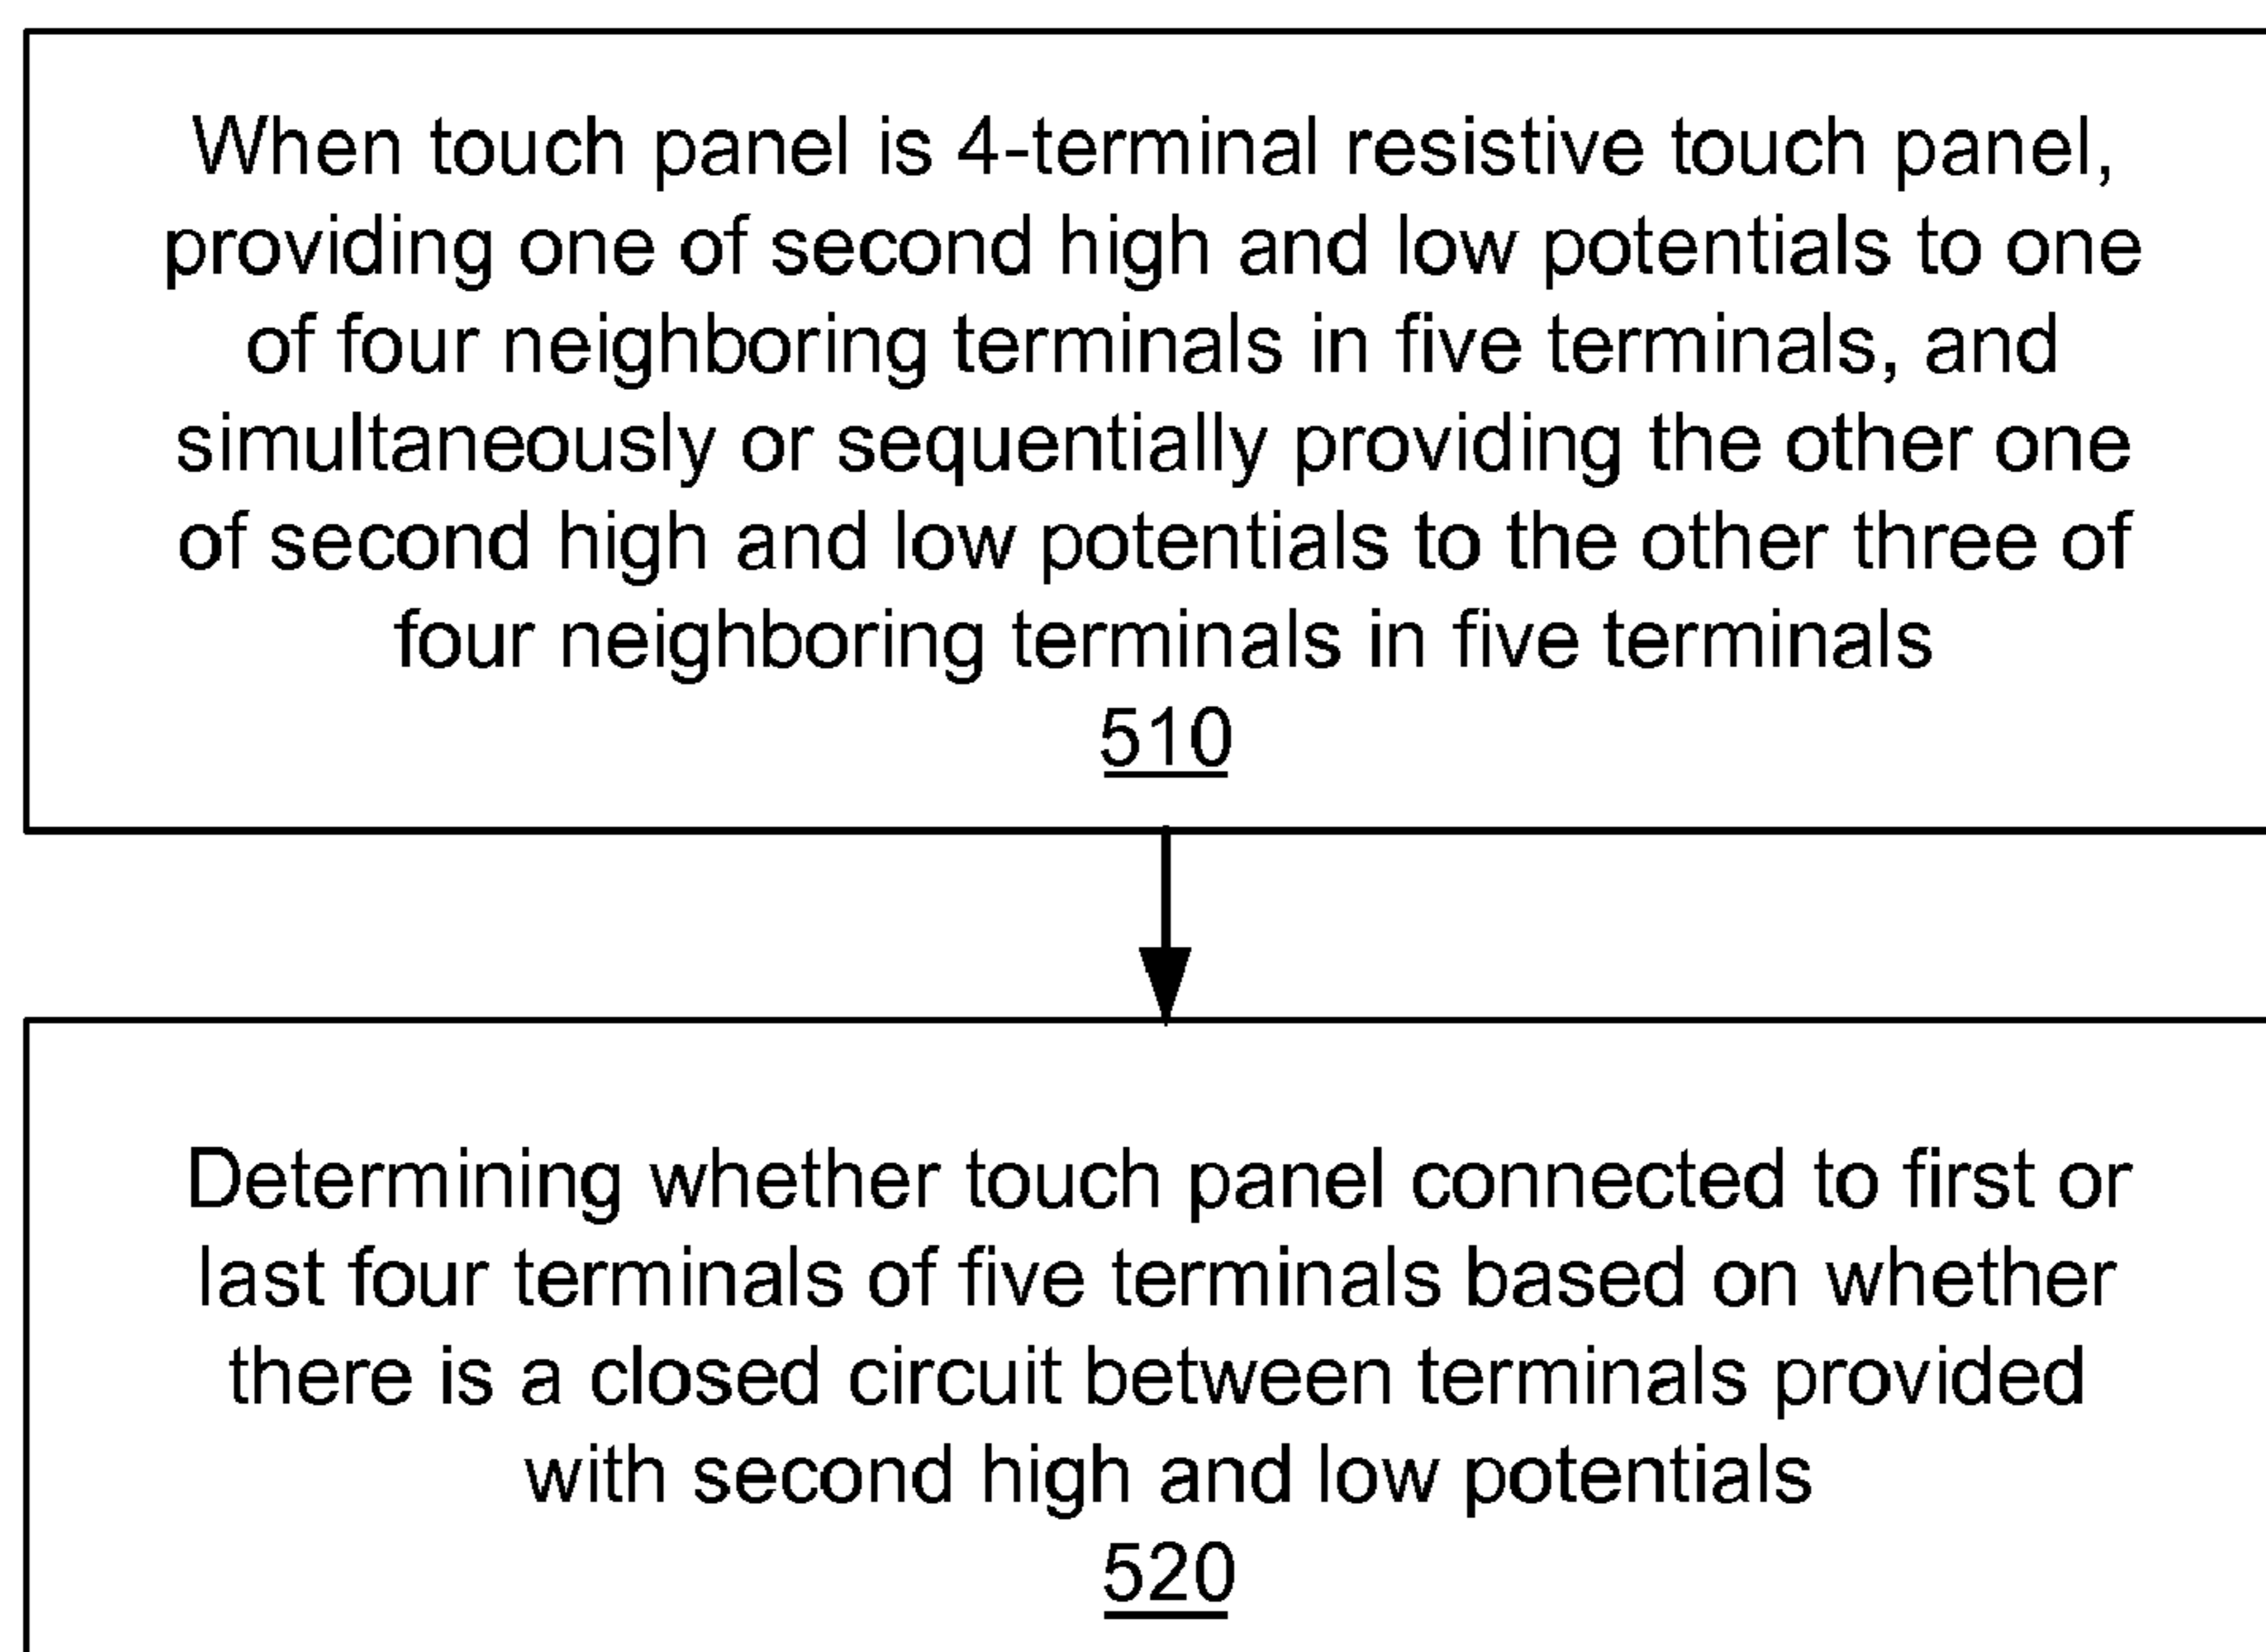 When touch panel is 4-terminal resistive touch panel,
providing one of second high and low potentials to one
of four neighboring terminals in five terminals, and
simultaneously or sequentially providing the other one
of second high and low potentials to the other three of
four neighboring terminals in five terminals
510
Determining whether touch panel connected to first or
last four terminals of five terminals based on whether
there is a closed circuit between terminals provided
with second high and low potentials
520